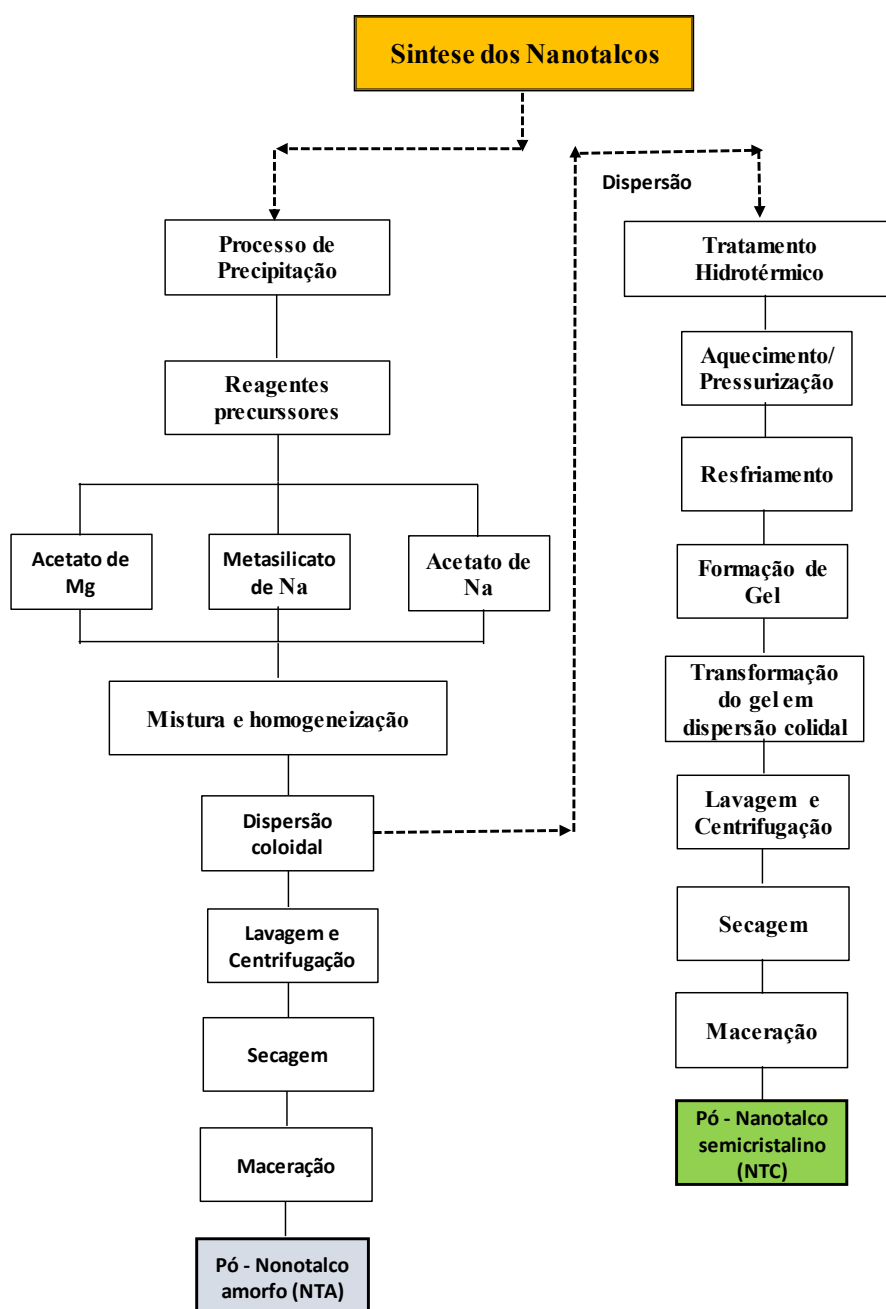 Sintese dos Nanotalcos
Processo de
Precipitação
Reagentes
precurssores
Acetato de
Mg
Metasilicato
de Na
Acetato de
Na
Mistura e homogeneização
Dispersão
coloidal
Lavagem e
Centrifugação
Secagem
Maceração
Pó - Nonotalco
amorfo (NTA)
Dispersão
Tratamento
Hidrotérmico
Aquecimento/
Pressurização
Resfriamento
Formação de
Gel
Transformação
do gel em
dispersão colidal
Lavagem e
Centrifugação
Secagem
Maceração
Pó - Nanotalco
semicristalino
(NTC)